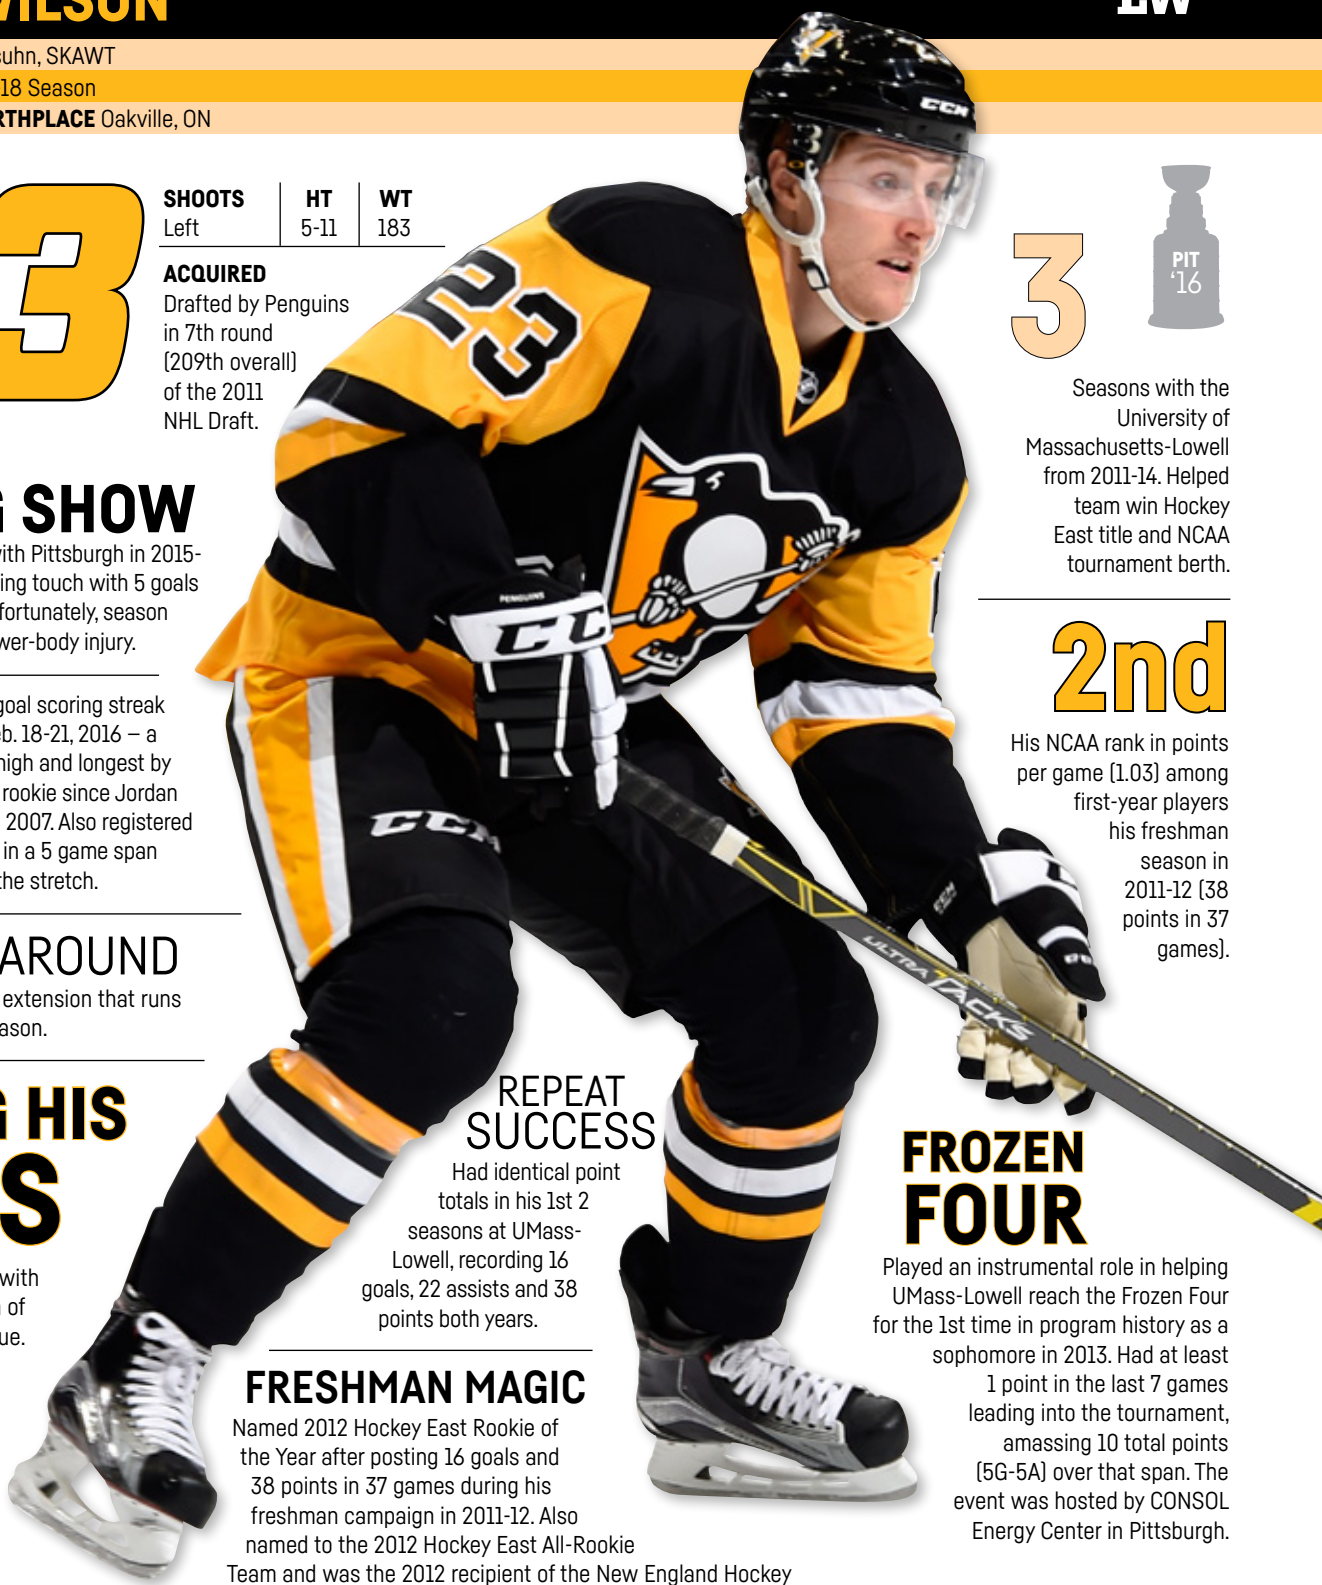 WILSON
LW
suhn, SKAWT
-18 Season
RTHPLACE Oakville, ON
3
SHOOTS HT WT
Left 5-11 183
ACQUIRED
Drafted by Penguins
in 7th round
(209th overall)
of the 2011
NHL Draft.
G SHOW
with Pittsburgh in 2015-
ing touch with 5 goals
fortunately, season
wer-body injury.
goal scoring streak
eb. 18-21, 2016 – a
high and longest by
rookie since Jordan
2007. Also registered
in a 5 game span
the stretch.
AROUND
extension that runs
ason.
G HIS
S
with
of
ue.
23
3
CCM
PENGUINS
CC
CCM
CCM
ULTRA TACKS
3
PIT
‘16
Seasons with the
University of
Massachusetts-Lowell
from 2011-14. Helped
team win Hockey
East title and NCAA
tournament berth.
2nd
His NCAA rank in points
per game (1.03) among
first-year players
his freshman
season in
2011-12 (38
points in 37
games).
REPEAT
SUCCESS
Had identical point
totals in his 1st 2
seasons at UMass-
Lowell, recording 16
goals, 22 assists and 38
points both years.
FRESHMAN MAGIC
Named 2012 Hockey East Rookie of
the Year after posting 16 goals and
38 points in 37 games during his
freshman campaign in 2011-12. Also
named to the 2012 Hockey East All-Rookie
Team and was the 2012 recipient of the New England Hockey
FROZEN
FOUR
Played an instrumental role in helping
UMass-Lowell reach the Frozen Four
for the 1st time in program history as a
sophomore in 2013. Had at least
1 point in the last 7 games
leading into the tournament,
amassing 10 total points
(5G-5A) over that span. The
event was hosted by CONSOL
Energy Center in Pittsburgh.